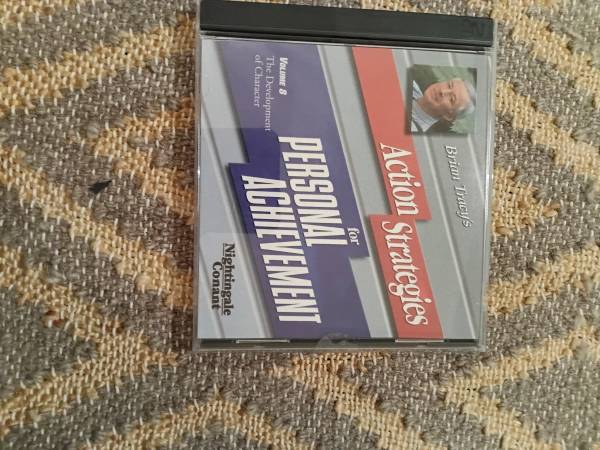 Brian Tracy's
Action Strategies
for
PERSONAL
ACHIEVEMENT
VOLUME 8
The Development
of Character
Nightingale
Conant